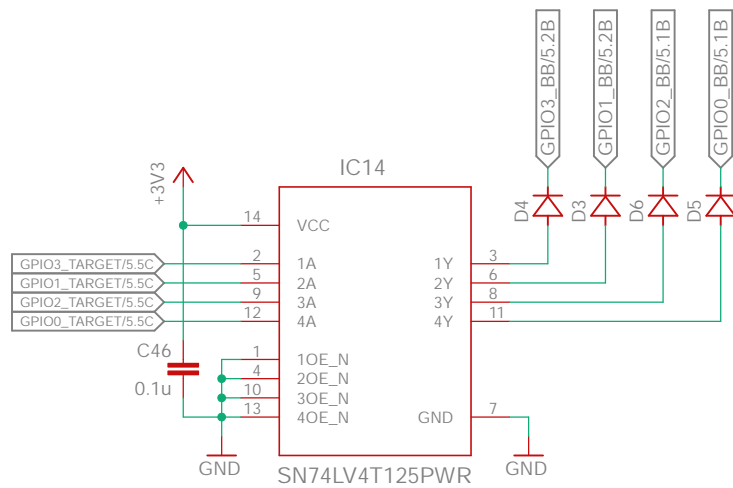 GPIO3_BB/5.2B
GPIO1_BB/5.2B
GPIO2_BB/5.1B
GPIO0_BB/5.1B
IC14
+3V3
D4
D3
D6
D5
14
VCC
GPIO3_TARGET/5.5C
2
1A
1Y
3
GPIO1_TARGET/5.5C
5
2A
2Y
6
GPIO2_TARGET/5.5C
9
3A
3Y
8
GPIO0_TARGET/5.5C
12
4A
4Y
11
C46
0.1u
1
1OE_N
4
2OE_N
10
3OE_N
13
4OE_N
GND
7
GND
GND
SN74LV4T125PWR